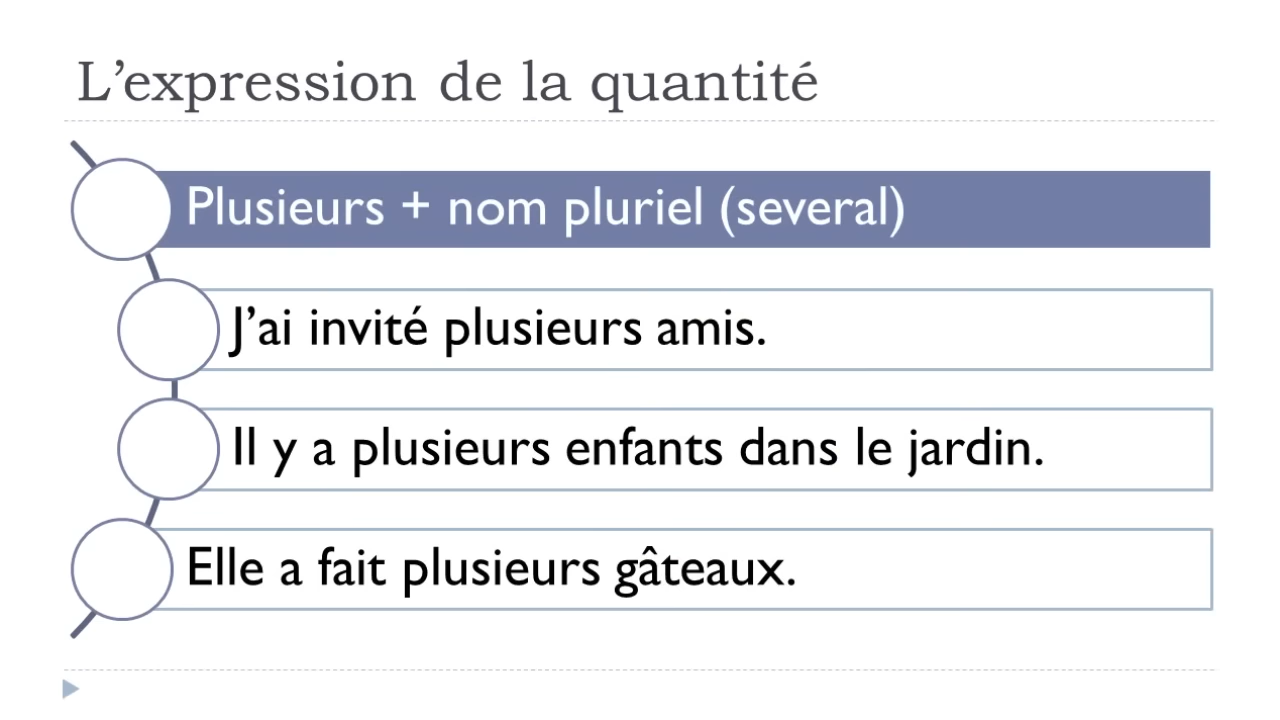 L’expression de la quantité
Plusieurs + nom pluriel (several)
J’ai invité plusieurs amis.
Il y a plusieurs enfants dans le jardin.
Elle a fait plusieurs gâteaux.